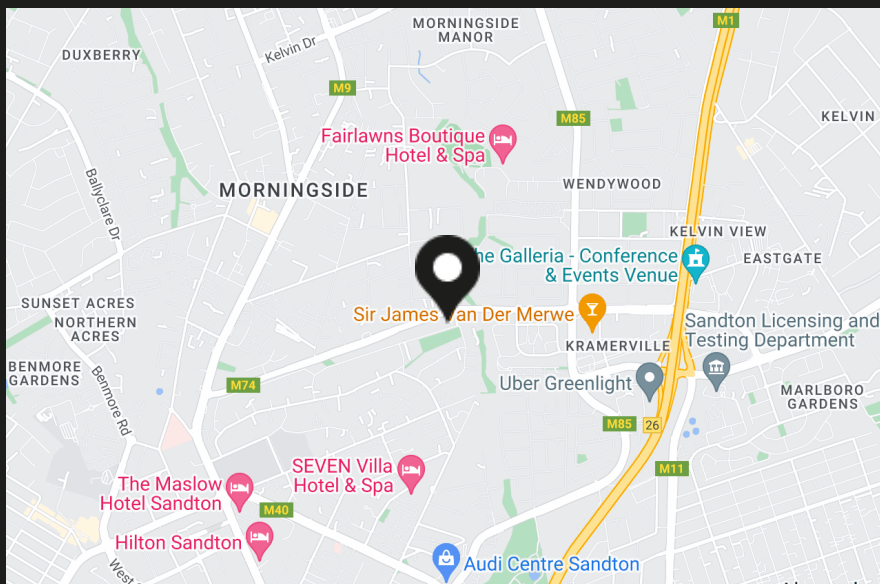 M1
MORNINGSIDE
MANOR
DUXBERRY
Kelvin Dr
M9
M85
KELVIN
Fairlawns Boutique
Hotel & Spa
Ballyclare Dr
MORNINGSIDE
WENDYWOOD
KELVIN VIEW
he Galleria - Conference
& Events Venue
EASTGATE
SUNSET ACRES
NORTHERN
ACRES
Sir James Van Der Merwe
Sandton Licensing and
Testing Department
KRAMERVILLE
BENMORE
GARDENS
Benmore Rd
M74
Uber Greenlight
MARLBORO
GARDENS
M85
26
SEVEN Villa
Hotel & Spa
M11
The Maslow
Hotel Sandton
M40
Hilton Sandton
Audi Centre Sandton
West